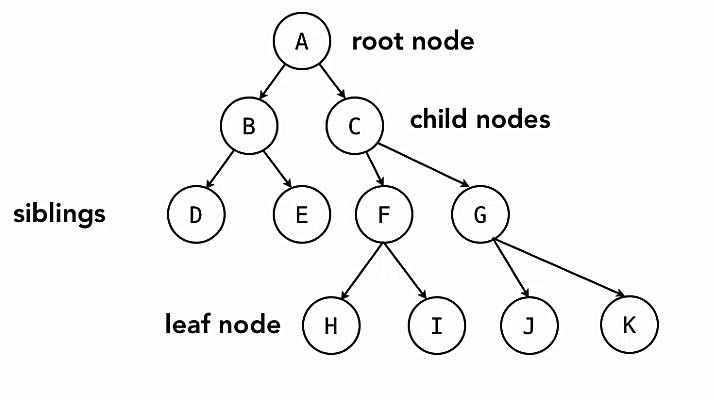 A root node
B C child nodes
siblings D E F G
leaf node H I J K